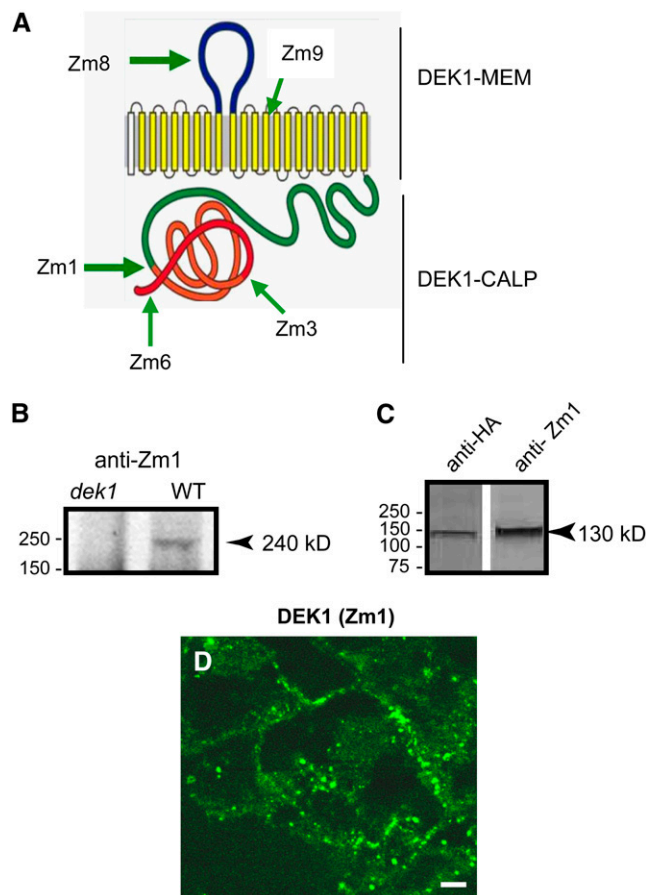 A
Zm8
Zm9
DEK1-MEM
Zm1
Zm3
Zm6
DEK1-CALP
B
anti-Zm1
dek1 WT
250 -
150 -
240 kD
C
anti-HA
anti- Zm1
250 -
150 -
100 -
75 -
130 kD
DEK1 (Zm1)
D